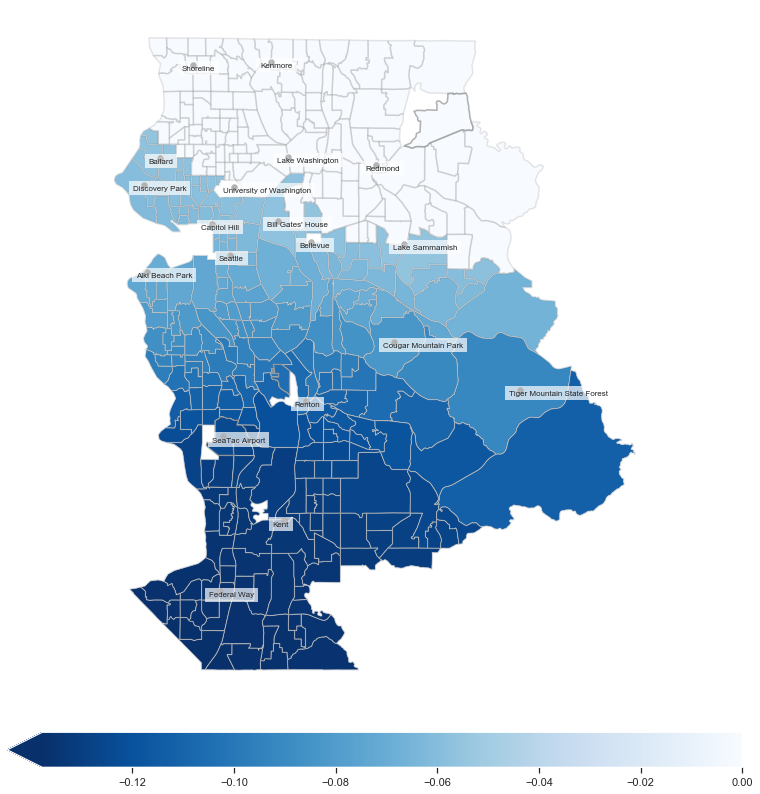 Shoreline
Kenmore
Ballard
Lake Washington
Redmond
Discovery Park
University of Washington
Capitol Hill
Bill Gates' House
Bellevue
Lake Sammamish
Seattle
Alki Beach Park
Cougar Mountain Park
Tiger Mountain State Forest
Renton
SeaTac Airport
Kent
Federal Way
−0.12
−0.10
−0.08
−0.06
−0.04
−0.02
0.00